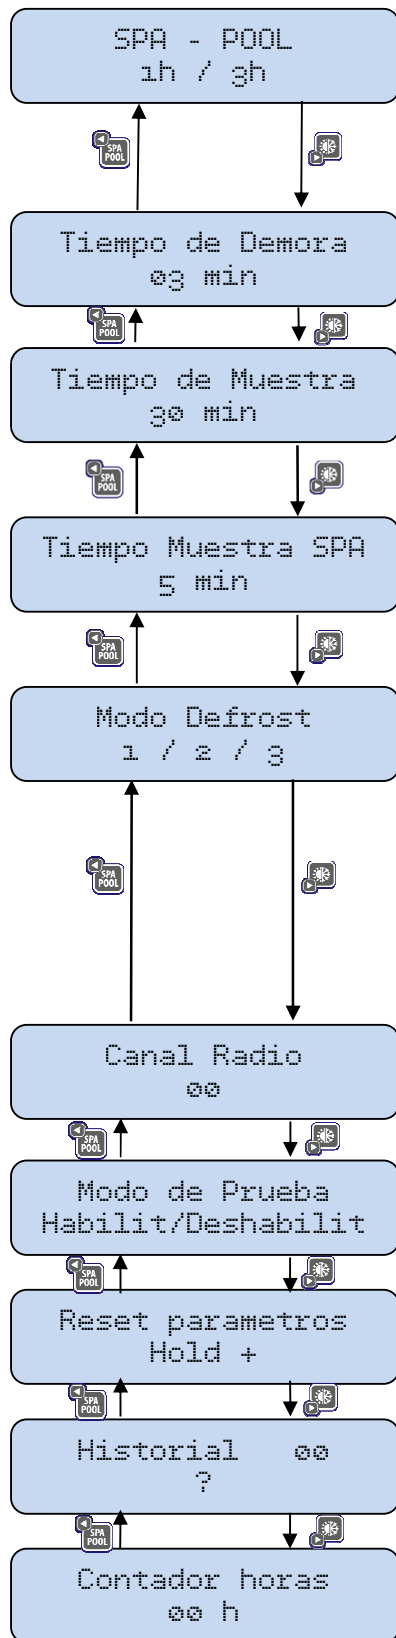 SPA - POOL
1h / 3h
SPA
POOL
Tiempo de Demora
03 min
SPA
POOL
Tiempo de Muestra
30 min
SPA
POOL
Tiempo Muestra SPA
5 min
SPA
POOL
Modo Defrost
1 / 2 / 3
SPA
POOL
Canal Radio
00
SPA
POOL
Modo de Prueba
Habilit/Deshabilit
SPA
POOL
Reset parametros
Hold +
SPA
POOL
Historial 00
?
SPA
POOL
Contador horas
00 h